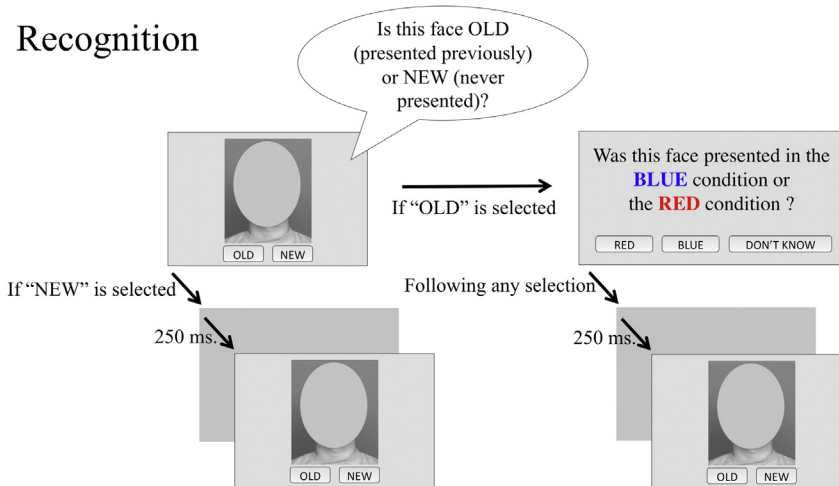 Recognition
Is this face OLD
(presented previously)
or NEW (never
presented)?
OLD NEW
If “OLD” is selected
Was this face presented in the
BLUE condition or
the RED condition ?
RED BLUE DON'T KNOW
If “NEW” is selected
250 ms.
OLD NEW
Following any selection
250 ms.
OLD NEW